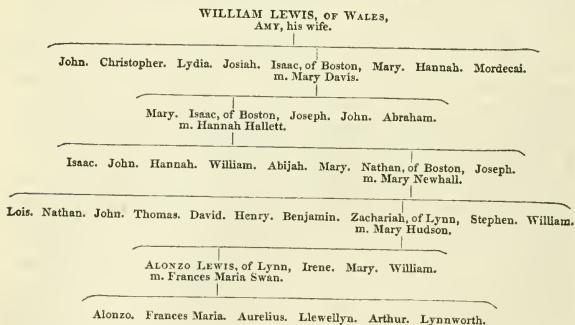 WILLIAM LEWIS, OF WALES,
AMY, his wife.
John. Christopher. Lydia. Josiah. Isaac, of Boston, Mary. Hannah. Mordecai.
m. Mary Davis.
Mary. Isaac, of Boston, Joseph. John. Abraham.
m. Hannah Hallett.
Isaac. John. Hannah. William. Abijah. Mary. Nathan, of Boston, Joseph.
m. Mary Newhall.
Lois. Nathan. John. Thomas. David. Henry. Benjamin. Zachariah, of Lynn, Stephen. William.
m. Mary Hudson.
ALONZO LEWIS, of Lynn, Irene. Mary. William.
m. Frances Maria Swan.
Alonzo. Frances Maria. Aurelius. Llewellyn. Arthur. Lynnworth.